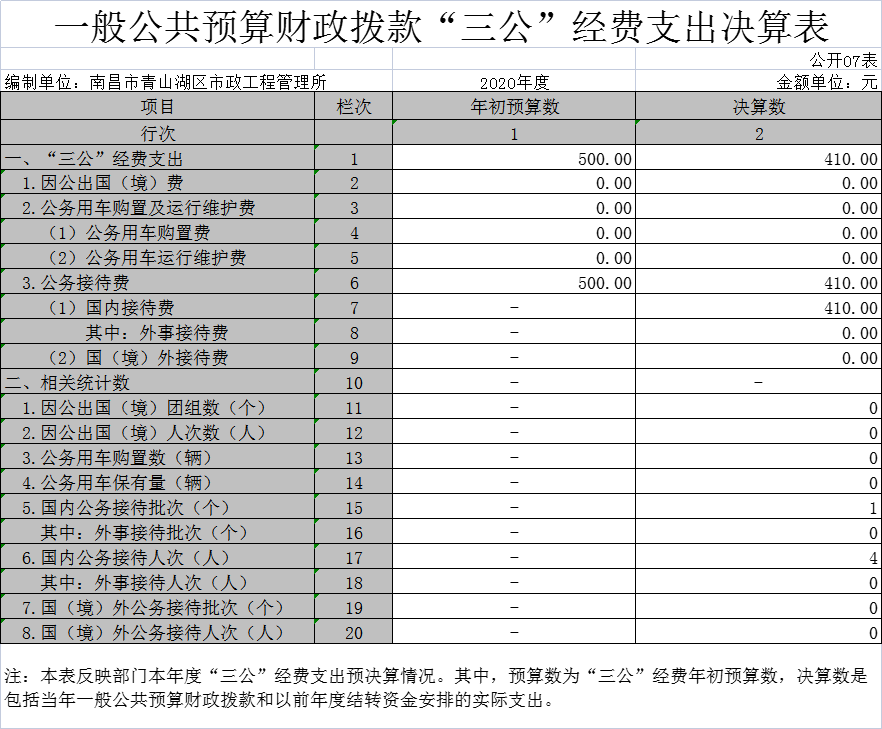 一般公共预算财政拨款“三公”经费支出决算表
公开07表
编制单位：南昌市青山湖区市政工程管理所 2020年度 金额单位：元
项目 栏次 年初预算数 决算数
行次 1 2
一、“三公”经费支出 1 500.00 410.00
1.因公出国（境）费 2 0.00 0.00
2.公务用车购置及运行维护费 3 0.00 0.00
（1）公务用车购置费 4 0.00 0.00
（2）公务用车运行维护费 5 0.00 0.00
3.公务接待费 6 500.00 410.00
（1）国内接待费 7 － 410.00
其中：外事接待费 8 － 0.00
（2）国（境）外接待费 9 － 0.00
二、相关统计数 10 － －
1.因公出国（境）团组数（个） 11 － 0
2.因公出国（境）人次数（人） 12 － 0
3.公务用车购置数（辆） 13 － 0
4.公务用车保有量（辆） 14 － 0
5.国内公务接待批次（个） 15 － 1
其中：外事接待批次（个） 16 － 0
6.国内公务接待人次（人） 17 － 4
其中：外事接待人次（人） 18 － 0
7.国（境）外公务接待批次（个） 19 － 0
8.国（境）外公务接待人次（人） 20 － 0
注：本表反映部门本年度“三公”经费支出预决算情况。其中，预算数为“三公”经费年初预算数，决算数是
包括当年一般公共预算财政拨款和以前年度结转资金安排的实际支出。